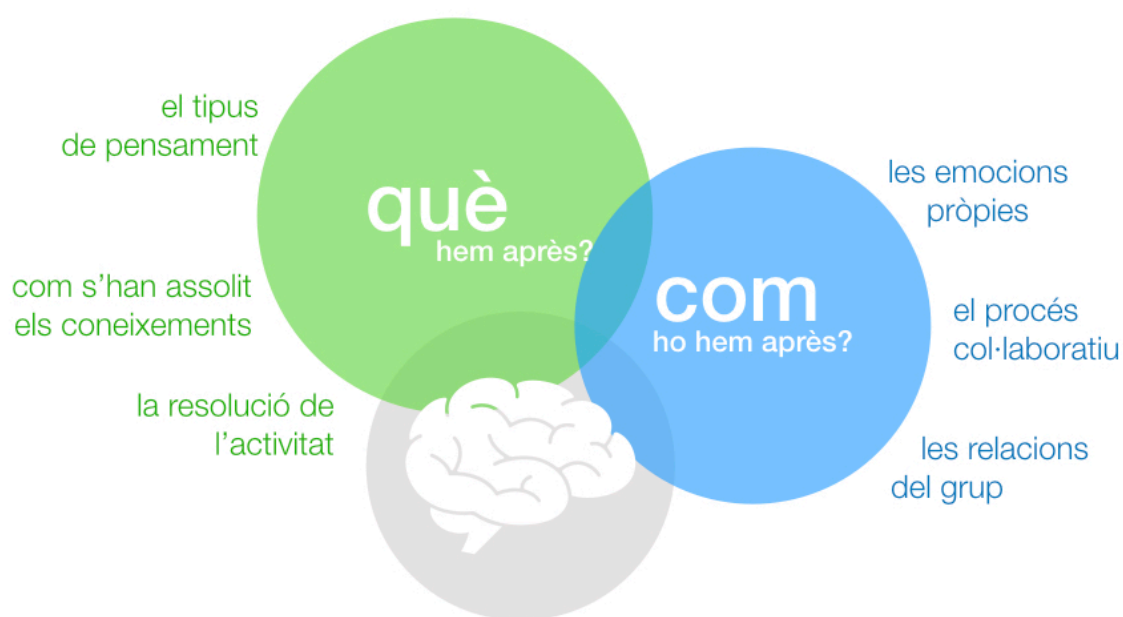 el tipus
de pensament
què
hem après?
com s’han assolit
els coneixements
la resolució de
l’activitat
com
ho hem après?
les emocions
pròpies
el procés
col·laboratiu
les relacions
del grup